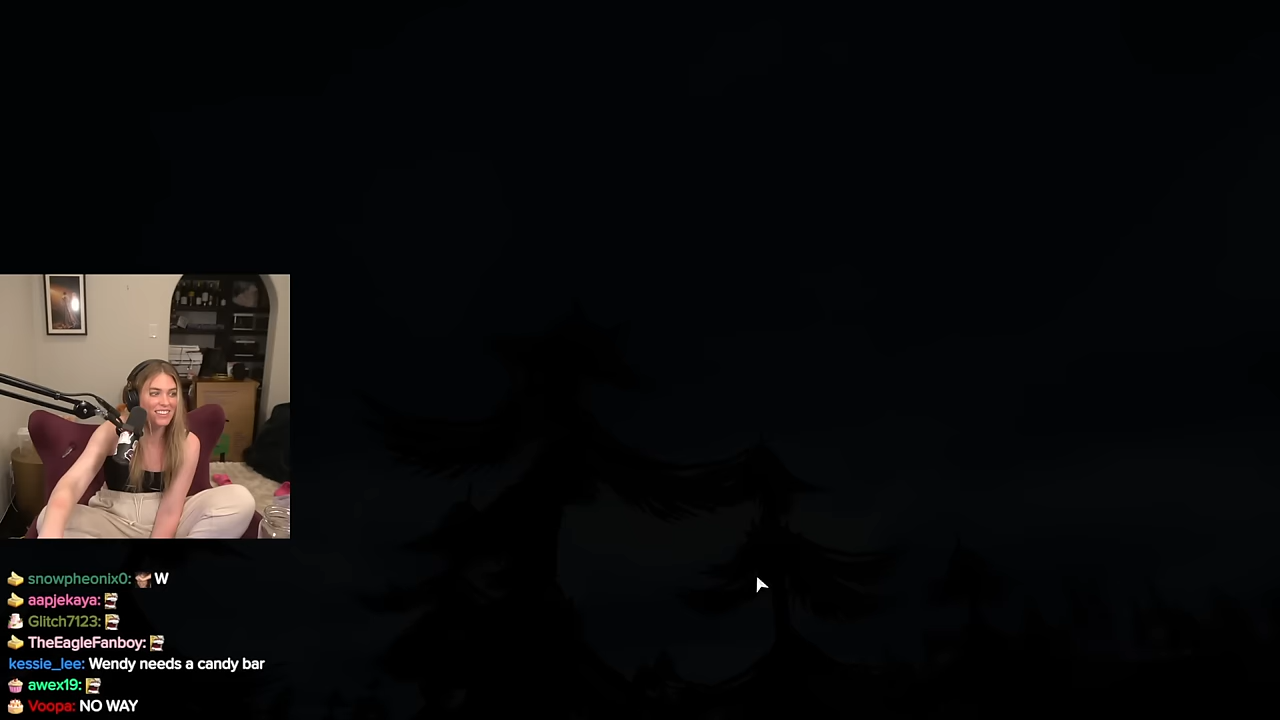 snowpheonix0: W
aapjekaya:
Glitch7123:
TheEagleFanboy:
kessie_lee: Wendy needs a candy bar
awex19:
Voopa: NO WAY